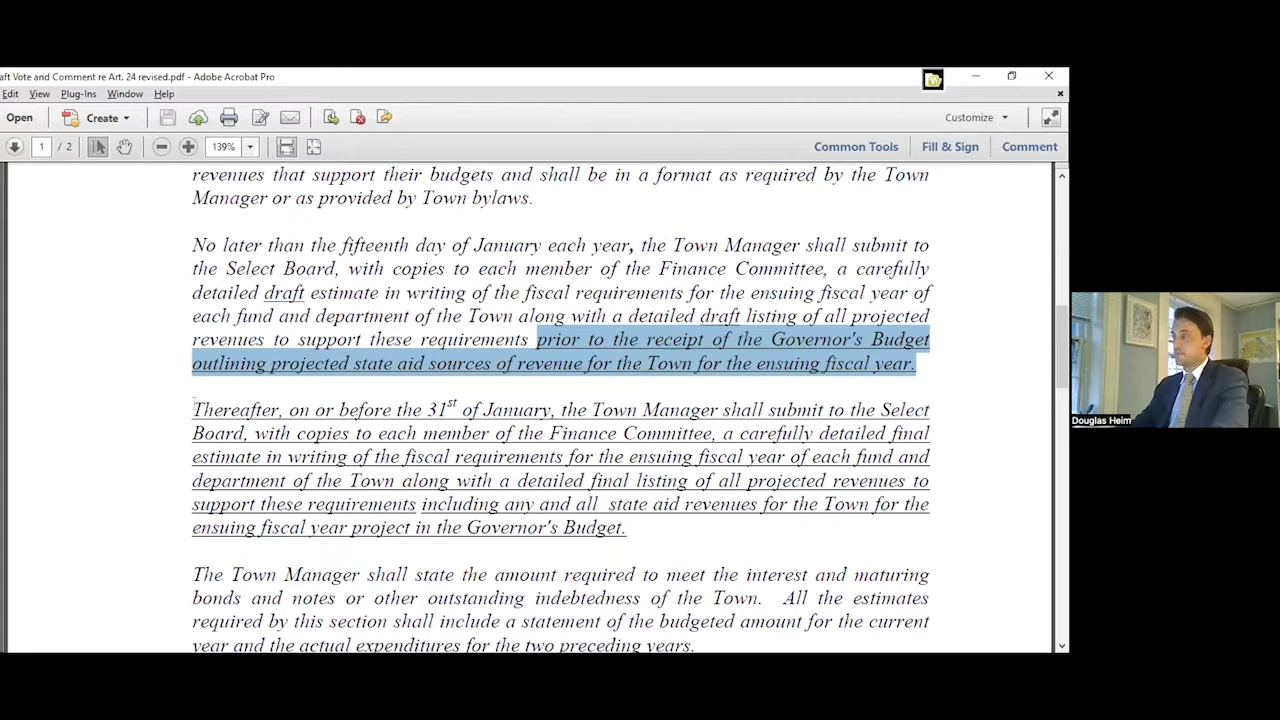 aft Vote and Comment re Art. 24 revised.pdf - Adobe Acrobat Pro
Edit View Plug-Ins Window Help
Open Create Customize
1 / 2 139% Common Tools Fill & Sign Comment
revenues that support their budgets and shall be in a format as required by the Town
Manager or as provided by Town bylaws.
No later than the fifteenth day of January each year, the Town Manager shall submit to
the Select Board, with copies to each member of the Finance Committee, a carefully
detailed draft estimate in writing of the fiscal requirements for the ensuing fiscal year of
each fund and department of the Town along with a detailed draft listing of all projected
revenues to support these requirements prior to the receipt of the Governor's Budget
outlining projected state aid sources of revenue for the Town for the ensuing fiscal year.
Thereafter, on or before the 31st of January, the Town Manager shall submit to the Select
Board, with copies to each member of the Finance Committee, a carefully detailed final
estimate in writing of the fiscal requirements for the ensuing fiscal year of each fund and
department of the Town along with a detailed final listing of all projected revenues to
support these requirements including any and all state aid revenues for the Town for the
ensuing fiscal year project in the Governor's Budget.
The Town Manager shall state the amount required to meet the interest and maturing
bonds and notes or other outstanding indebtedness of the Town. All the estimates
required by this section shall include a statement of the budgeted amount for the current
year and the actual expenditures for the two preceding years.
Douglas Heim